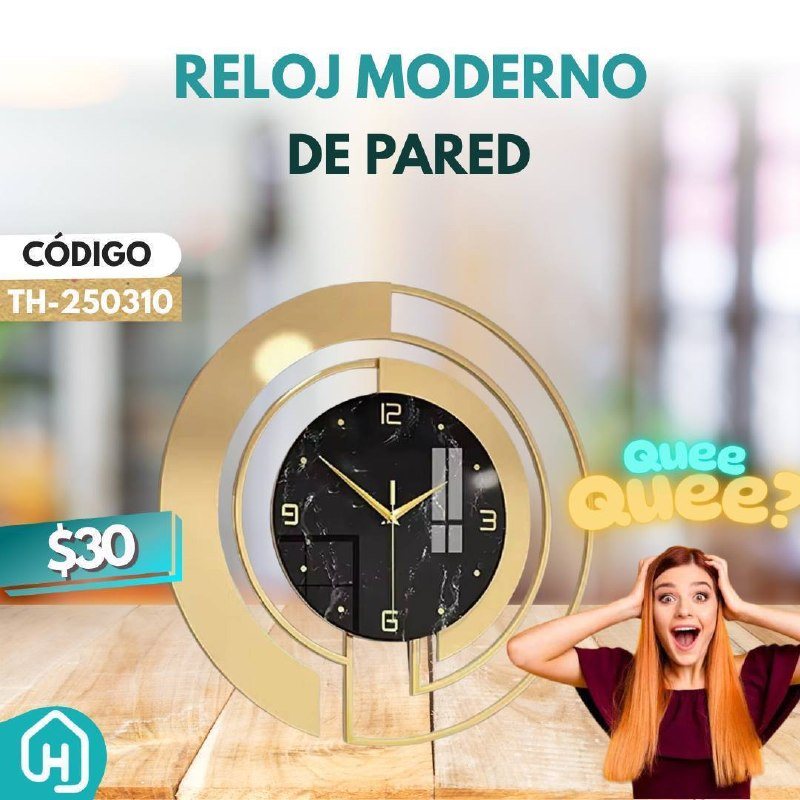 RELOJ MODERNO
DE PARED
CÓDIGO
TH-250310
12
9
3
6
Quee
Quee?
$30
H